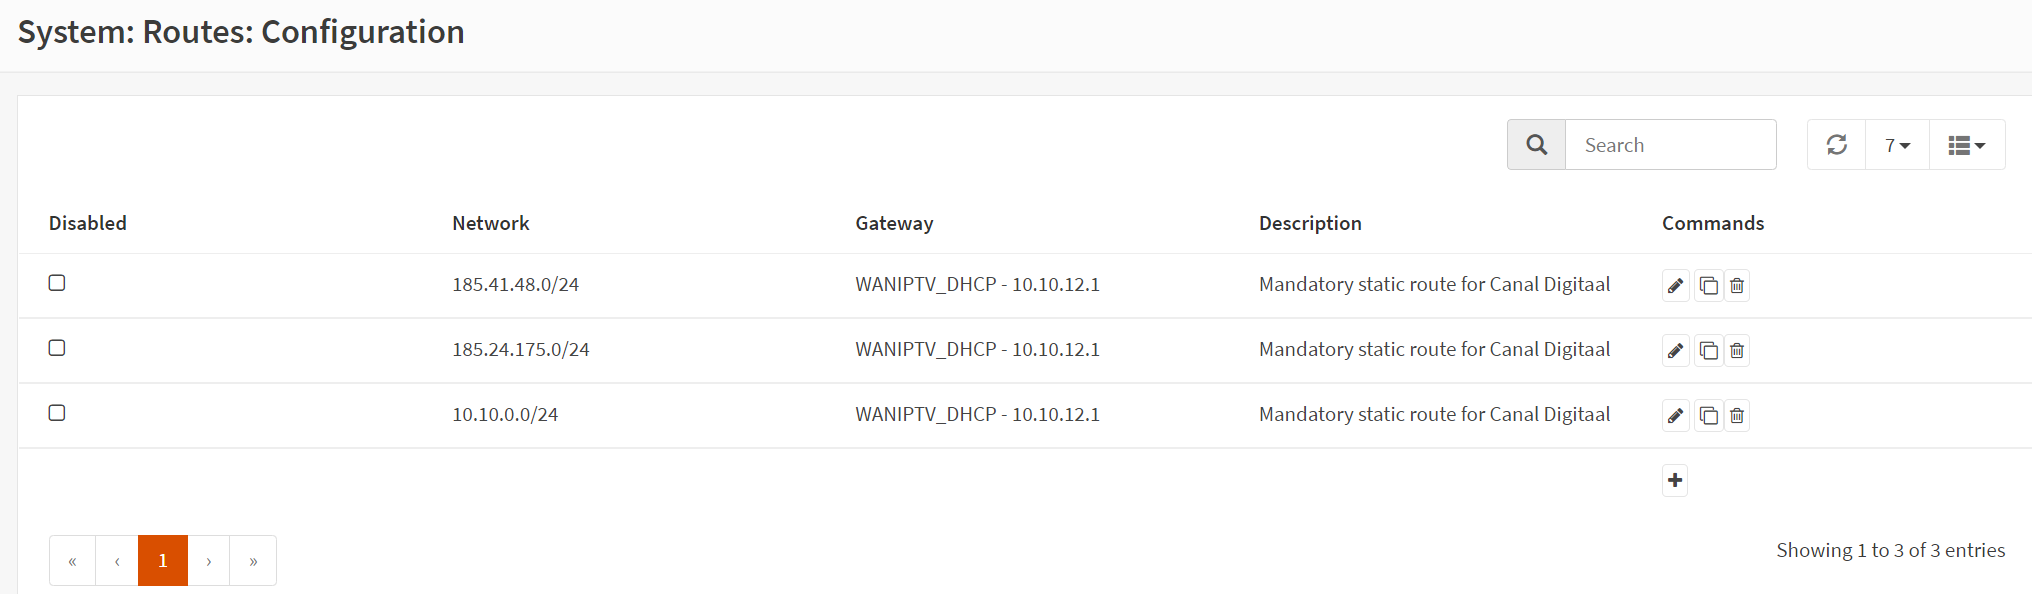 System: Routes: Configuration
Search
7
Disabled Network Gateway Description Commands
185.41.48.0/24 WANIPTV_DHCP - 10.10.12.1 Mandatory static route for Canal Digitaal
185.24.175.0/24 WANIPTV_DHCP - 10.10.12.1 Mandatory static route for Canal Digitaal
10.10.0.0/24 WANIPTV_DHCP - 10.10.12.1 Mandatory static route for Canal Digitaal
« ‹ 1 › »
Showing 1 to 3 of 3 entries